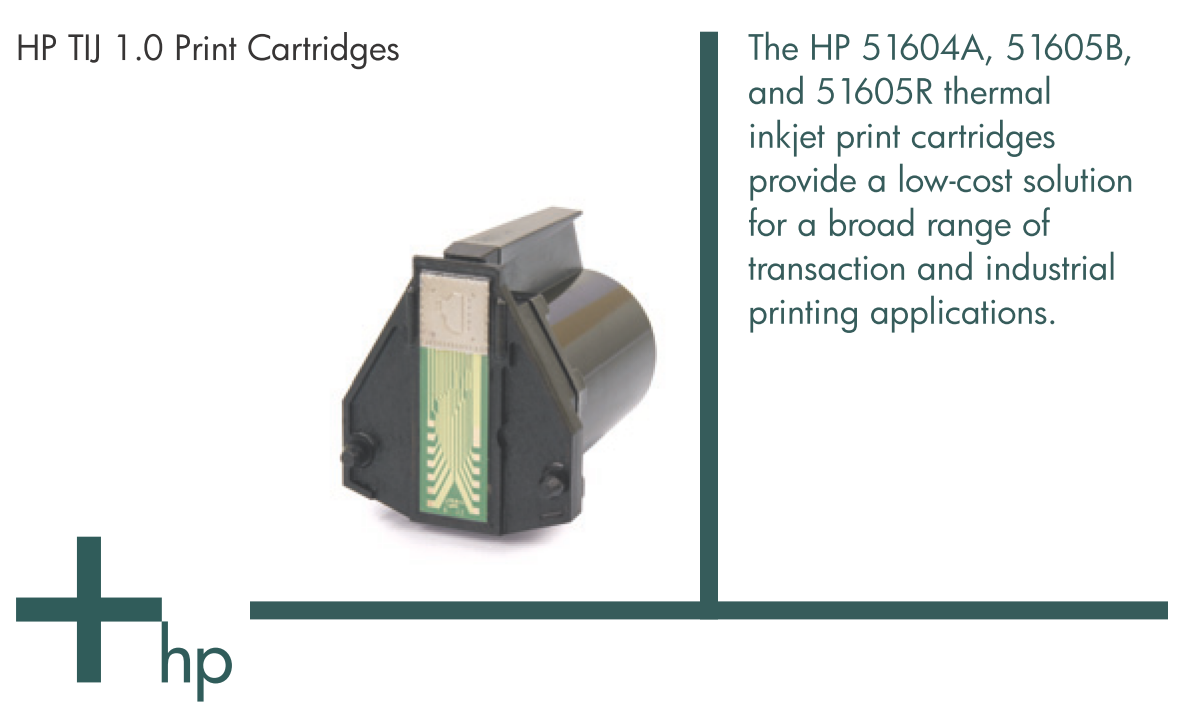 HP TIJ 1.0 Print Cartridges
The HP 51604A, 51605B,
and 51605R thermal
inkjet print cartridges
provide a low-cost solution
for a broad range of
transaction and industrial
printing applications.
hp